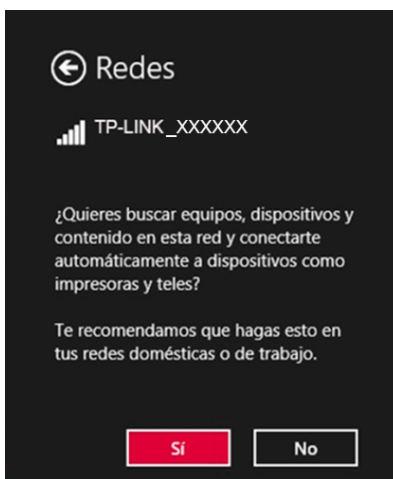 Redes
TP-LINK_XXXXXX
¿Quieres buscar equipos, dispositivos y
contenido en esta red y conectarte
automáticamente a dispositivos como
impresoras y teles?
Te recomendamos que hagas esto en
tus redes domésticas o de trabajo.
Sí No